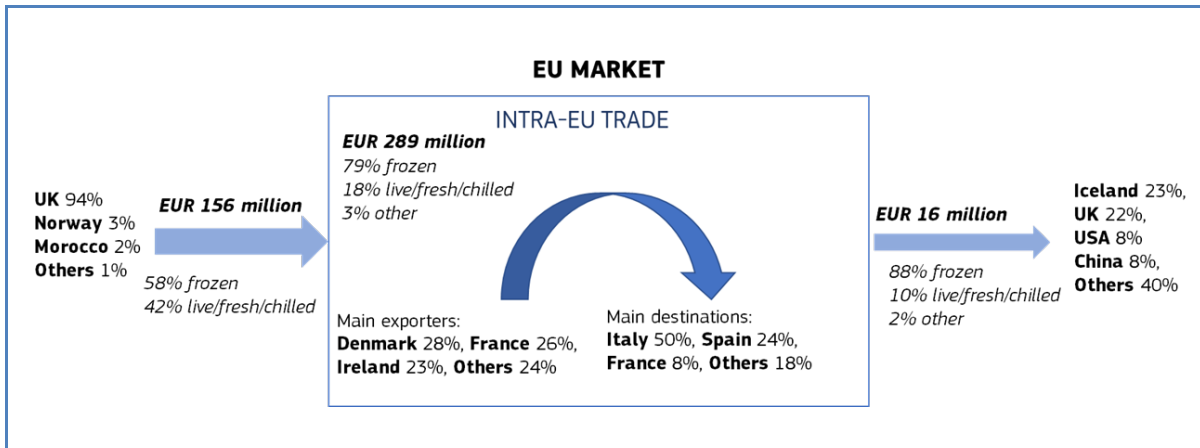 EU MARKET
INTRA-EU TRADE
EUR 289 million
79% frozen
18% live/fresh/chilled
3% other
UK 94%
Norway 3%
Morocco 2%
Others 1%
EUR 156 million
58% frozen
42% live/fresh/chilled
Main exporters:
Denmark 28%, France 26%,
Ireland 23%, Others 24%
Main destinations:
Italy 50%, Spain 24%,
France 8%, Others 18%
EUR 16 million
88% frozen
10% live/fresh/chilled
2% other
Iceland 23%,
UK 22%,
USA 8%
China 8%,
Others 40%